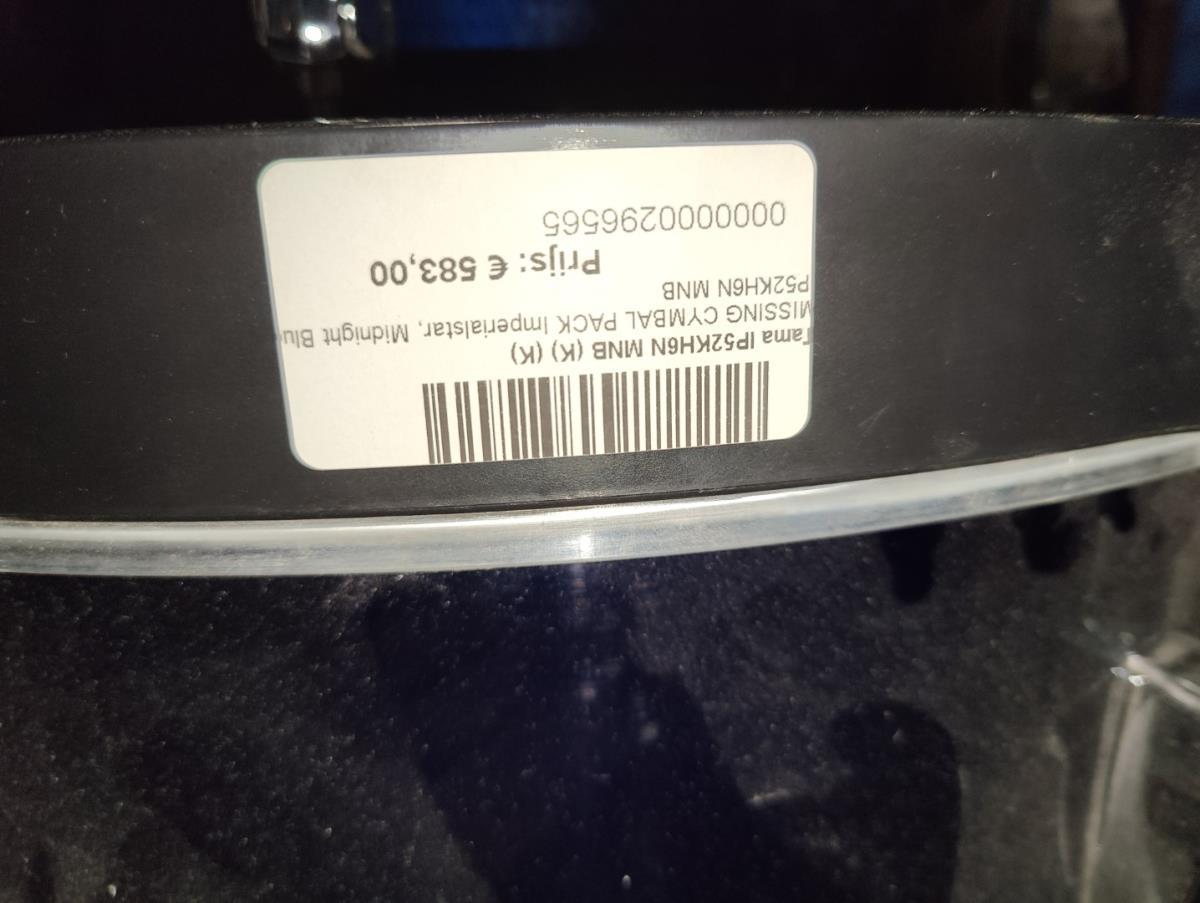 Tama IP52KH6N MNB (K) (K)
MISSING CYMBAL PACK Imperialstar, Midnight Blu
P52KH6N MNB
Prijs: € 583,00
0000000296565